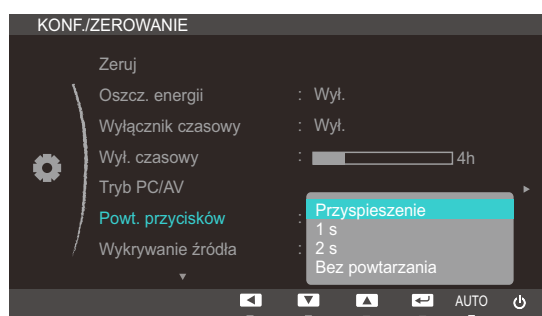 KONF./ZEROWANIE
Zeruj
Oszcz. energii : Wył.
Wyłącznik czasowy : Wył.
Wył. czasowy : 4h
Tryb PC/AV
Powt. przycisków : Przyspieszenie
1 s
Wykrywanie źródła : 2 s
Bez powtarzania
AUTO